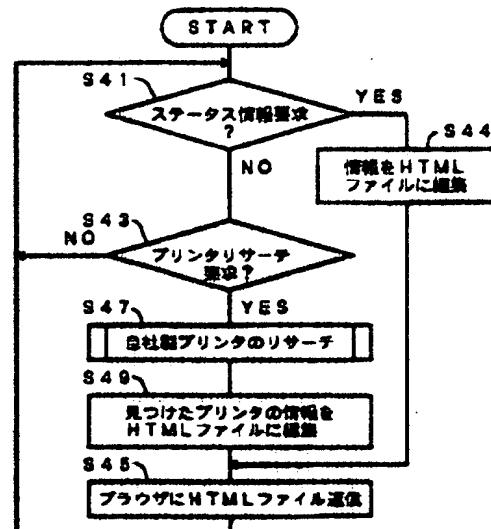 START
S41
ステータス情報要求
?
YES
NO
S44
情報をHTML
ファイルに編集
S43
NO
プリンタリサーチ
要求?
YES
S47
自社製プリンタのリサーチ
S49
見つけたプリンタの情報を
HTMLファイルに編集
S45
ブラウザにHTMLファイル返信